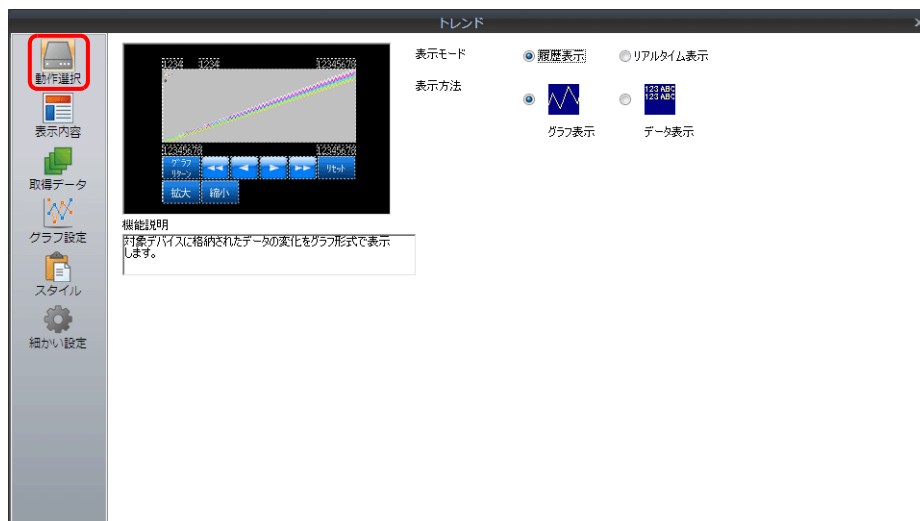 トレンド
動作選択
表示内容
取得データ
グラフ設定
スタイル
細かい設定
1234 1234 12345678
12345678 12345678
グラフ
リターン
リセット
拡大 縮小
機能説明
対象デバイスに格納されたデータの変化をグラフ形式で表示
します。
表示モード 履歴表示 リアルタイム表示
表示方法
123 ABC
123 ABC
グラフ表示 データ表示